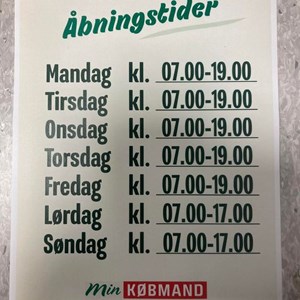 Åbningstider
Mandag kl. 07.00-19.00
Tirsdag kl. 07.00-19.00
Onsdag kl. 07.00-19.00
Torsdag kl. 07.00-19.00
Fredag kl. 07.00-19.00
Lørdag kl. 07.00-17.00
Søndag kl. 07.00-17.00
Min KØBMAND